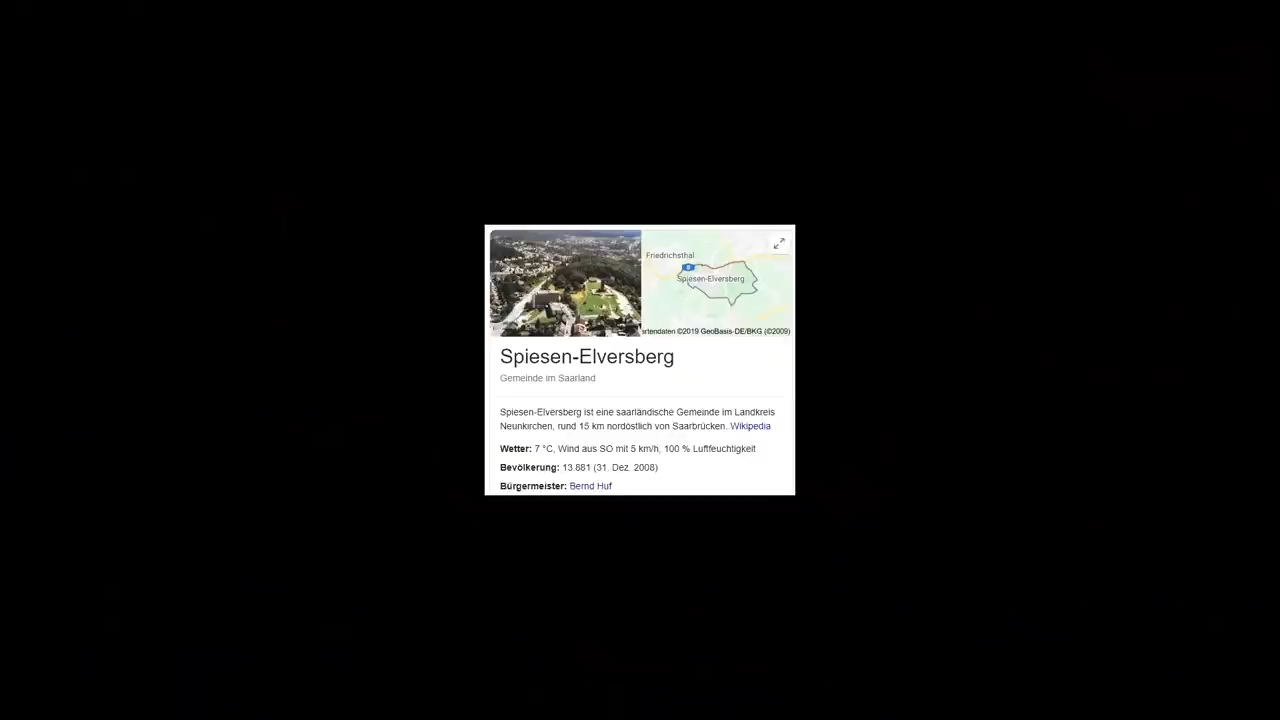 Friedrichsthal
8
Spiesen-Elversberg
artendaten ©2019 GeoBasis-DE/BKG (©2009)
Spiesen-Elversberg
Gemeinde im Saarland
Spiesen-Elversberg ist eine saarländische Gemeinde im Landkreis
Neunkirchen, rund 15 km nordöstlich von Saarbrücken. Wikipedia
Wetter: 7 °C, Wind aus SO mit 5 km/h, 100 % Luftfeuchtigkeit
Bevölkerung: 13.881 (31. Dez. 2008)
Bürgermeister: Bernd Huf